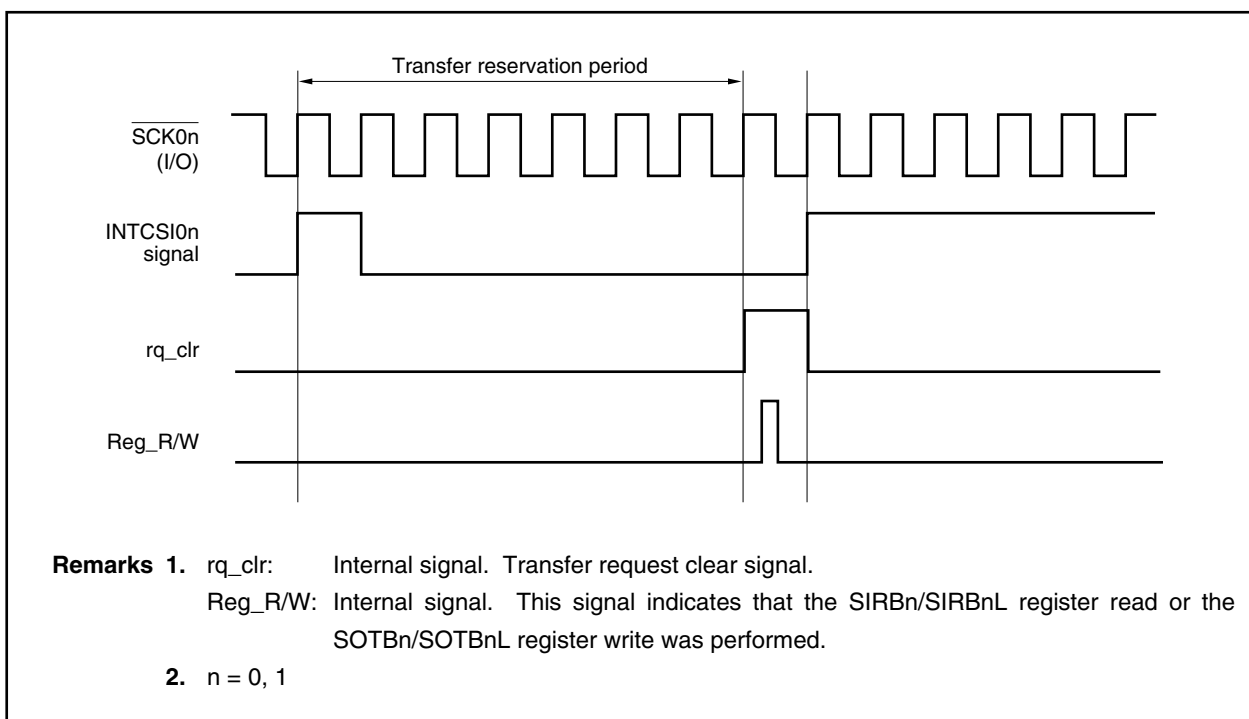 Transfer reservation period
SCK0n
(I/O)
INTCSI0n
signal
rq_clr
Reg_R/W
Remarks 1. rq_clr: Internal signal. Transfer request clear signal.
Reg_R/W: Internal signal. This signal indicates that the SIRBn/SIRBnL register read or the
SOTBn/SOTBnL register write was performed.
2. n = 0, 1